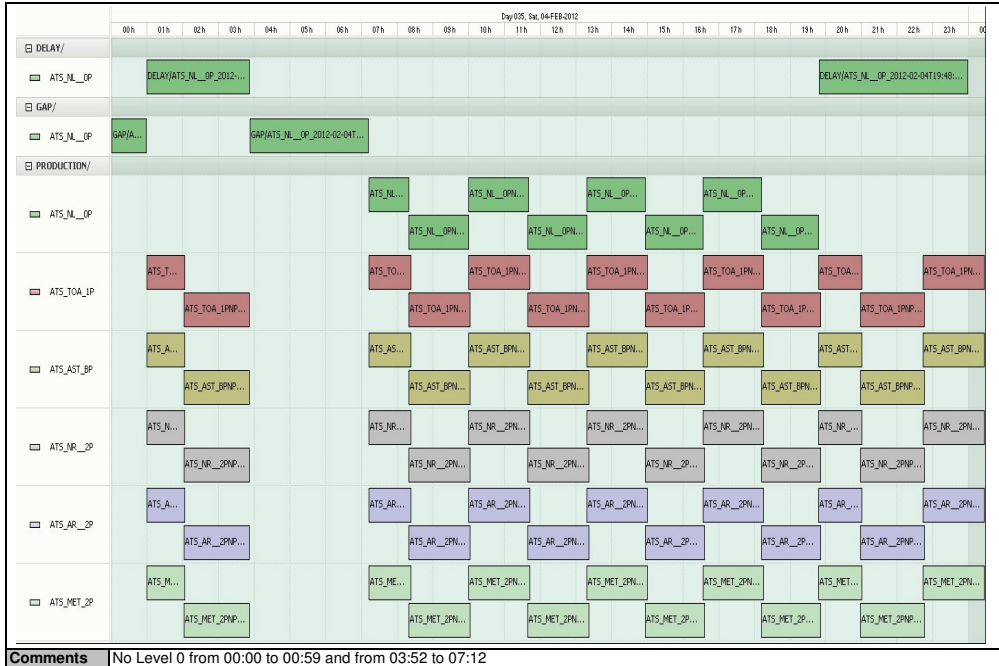 Day 035, Sat, 04-FEB-2012
00h 01h 02h 03h 04h 05h 06h 07h 08h 09h 10h 11h 12h 13h 14h 15h 16h 17h 18h 19h 20h 21h 22h 23h 00
DELAY/
ATS_NL__0P DELAY/ATS_NL__0P_2012-... DELAY/ATS_NL__0P_2012-02-04T19:48:...
GAP/
ATS_NL__0P GAP/A... GAP/ATS_NL__0P_2012-02-04T...
PRODUCTION/
ATS_NL... ATS_NL__0PN... ATS_NL__0P... ATS_NL__0P...
ATS_NL__0P
ATS_NL__0PN... ATS_NL__0PN... ATS_NL__0P... ATS_NL__0P...
ATS_T... ATS_TO... ATS_TOA_1PN... ATS_TOA_1PN... ATS_TOA_1PN... ATS_TOA... ATS_TOA_1PN...
ATS_TOA_1P
ATS_TOA_1PNP... ATS_TOA_1PN... ATS_TOA_1PN... ATS_TOA_1P... ATS_TOA_1P... ATS_TOA_1PNP...
ATS_A... ATS_AS... ATS_AST_BPN... ATS_AST_BPN... ATS_AST_BPN... ATS_AST... ATS_AST_BPN...
ATS_AST_BP
ATS_AST_BPNP... ATS_AST_BPN... ATS_AST_BPN... ATS_AST_BPN... ATS_AST_BPN... ATS_AST_BPNP...
ATS_N... ATS_NR... ATS_NR__2PN... ATS_NR__2PN... ATS_NR__2PN... ATS_NR_... ATS_NR__2PN...
ATS_NR__2P
ATS_NR__2PNP... ATS_NR__2PN... ATS_NR__2PN... ATS_NR__2P... ATS_NR__2P... ATS_NR__2PNP...
ATS_A... ATS_AR... ATS_AR__2PN... ATS_AR__2PN... ATS_AR__2PN... ATS_AR_... ATS_AR__2PN...
ATS_AR__2P
ATS_AR__2PNP... ATS_AR__2PN... ATS_AR__2PN... ATS_AR__2P... ATS_AR__2P... ATS_AR__2PNP...
ATS_M... ATS_ME... ATS_MET_2PN... ATS_MET_2PN... ATS_MET_2PN... ATS_MET... ATS_MET_2PN...
ATS_MET_2P
ATS_MET_2PNP... ATS_MET_2PN... ATS_MET_2PN... ATS_MET_2P... ATS_MET_2P... ATS_MET_2PNP...
Comments No Level 0 from 00:00 to 00:59 and from 03:52 to 07:12